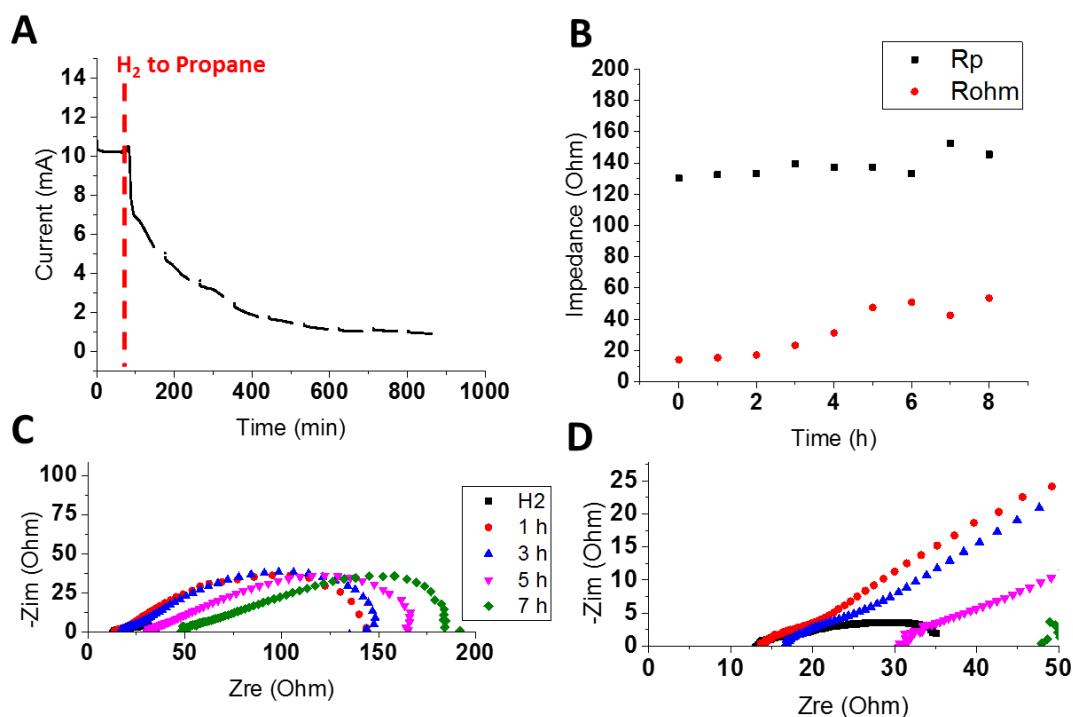 A
H₂ to Propane
14
12
10
8
6
4
2
0
Current (mA)
0 200 400 600 800 1000
Time (min)
B
Rp
Rohm
200
180
160
140
120
100
80
60
40
20
0
Impedance (Ohm)
0 2 4 6 8
Time (h)
C
100
75
50
25
0
-Zim (Ohm)
0 50 100 150 200
Zre (Ohm)
H2
1 h
3 h
5 h
7 h
D
25
20
15
10
5
0
-Zim (Ohm)
0 10 20 30 40 50
Zre (Ohm)